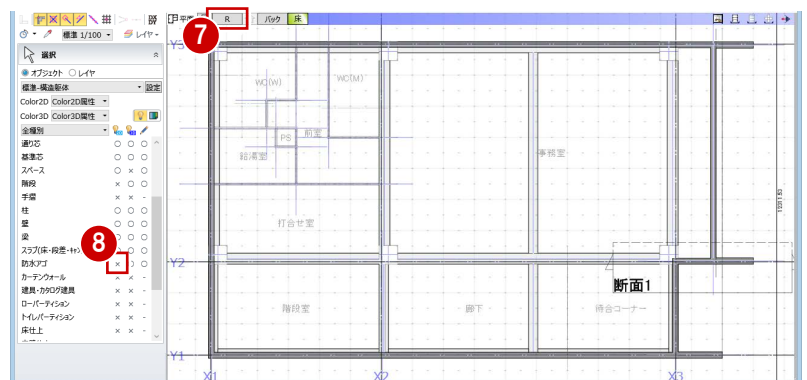 平面
R
バック
床
7
標準 1/100
レイヤ
選択
オブジェクト
レイヤ
標準-構造躯体
設定
Color2D Color2D属性
Color3D Color3D属性
全種別
通り芯 ○ ○ ○
基準芯 ○ ○ ○
スペース ○ × ○
階段 × ○ ○
手摺 × × -
柱 ○ ○ ○
壁 ○ ○ ○
梁 ○ ○
スラブ(床・段差・キャン ○ ○
8
防水アゴ × ○ ○
カーテンウォール × × -
建具・カタログ建具 × × -
ローパーティション × × -
トイレパーティション × × -
床仕上 × × -
Y3
WC(W)
WC(M)
PS
前室
給湯室
事務室
打合せ室
Y2
断面1
階段室
廊下
待合コーナー
Y1
X1
X2
X3